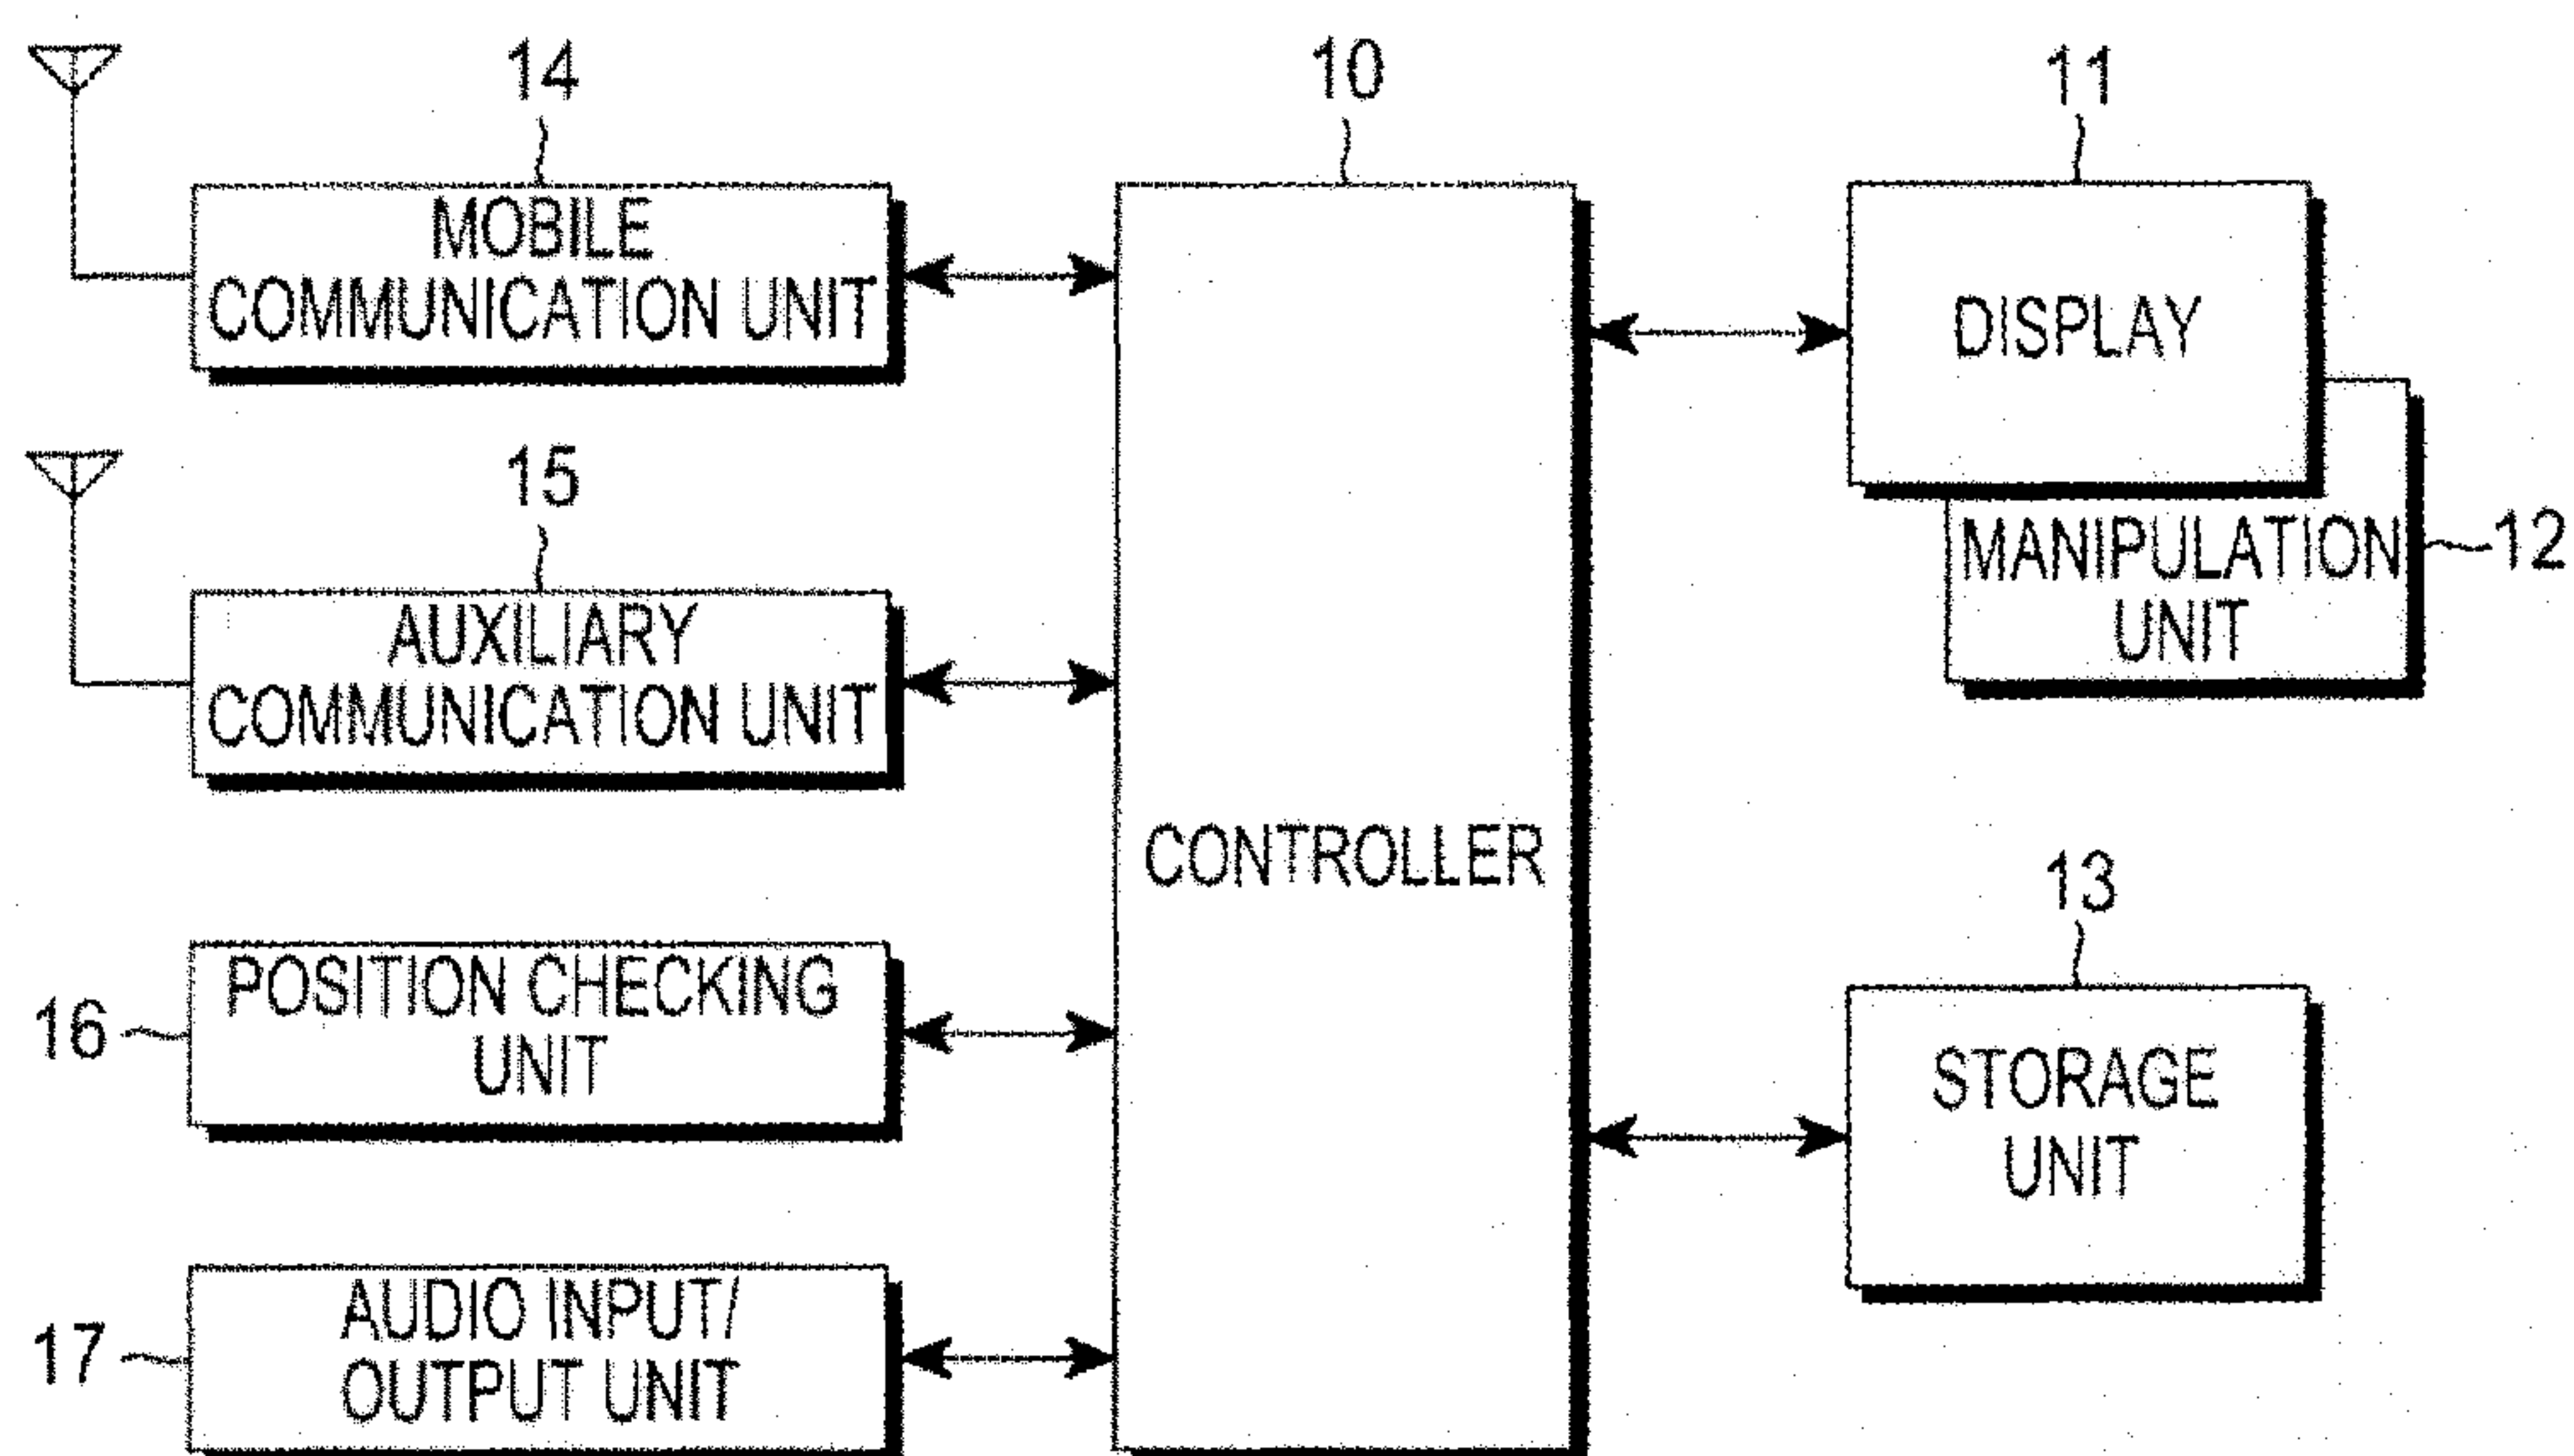 14
10
11
MOBILE
COMMUNICATION UNIT
DISPLAY
15
MANIPULATION
UNIT
12
AUXILIARY
COMMUNICATION UNIT
CONTROLLER
13
16
POSITION CHECKING
UNIT
STORAGE
UNIT
17
AUDIO INPUT/
OUTPUT UNIT